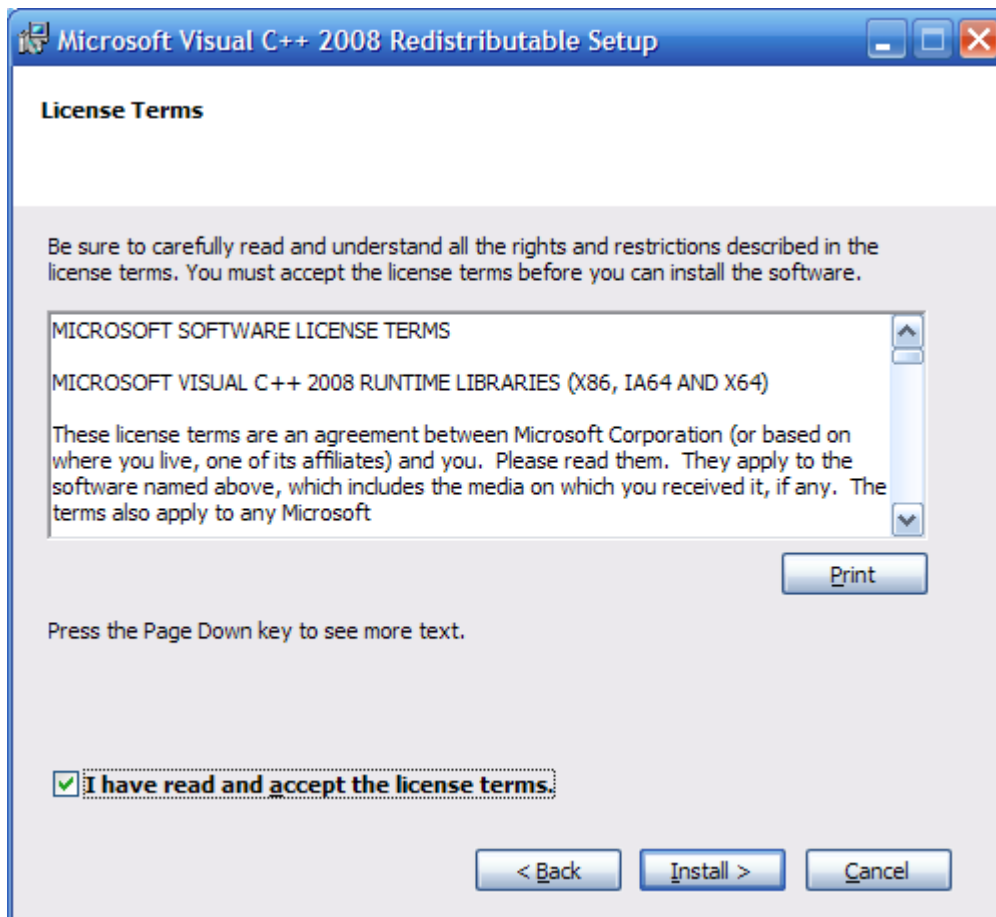 Microsoft Visual C++ 2008 Redistributable Setup
License Terms
Be sure to carefully read and understand all the rights and restrictions described in the
license terms. You must accept the license terms before you can install the software.
MICROSOFT SOFTWARE LICENSE TERMS
MICROSOFT VISUAL C++ 2008 RUNTIME LIBRARIES (X86, IA64 AND X64)
These license terms are an agreement between Microsoft Corporation (or based on
where you live, one of its affiliates) and you.  Please read them.  They apply to the
software named above, which includes the media on which you received it, if any.  The
terms also apply to any Microsoft
Print
Press the Page Down key to see more text.
I have read and accept the license terms.
< Back
Install >
Cancel